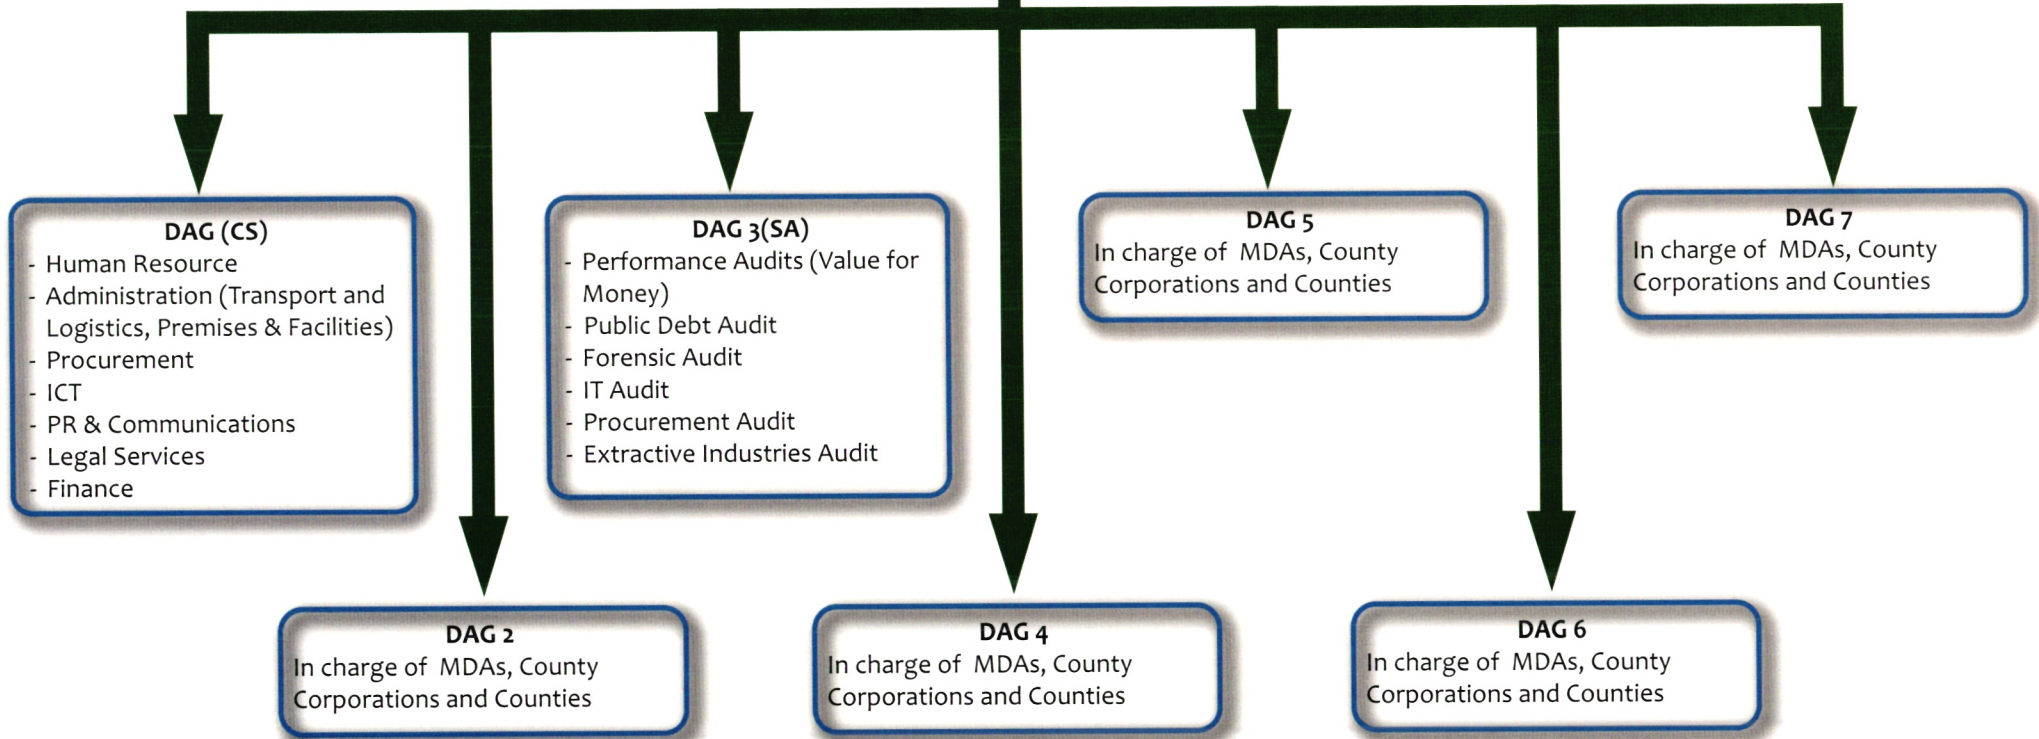 DAG (CS)
- Human Resource
- Administration (Transport and
Logistics, Premises & Facilities)
- Procurement
- ICT
- PR & Communications
- Legal Services
- Finance
DAG 3(SA)
- Performance Audits (Value for
Money)
- Public Debt Audit
- Forensic Audit
- IT Audit
- Procurement Audit
- Extractive Industries Audit
DAG 5
In charge of MDAs, County
Corporations and Counties
DAG 7
In charge of MDAs, County
Corporations and Counties
DAG 2
In charge of MDAs, County
Corporations and Counties
DAG 4
In charge of MDAs, County
Corporations and Counties
DAG 6
In charge of MDAs, County
Corporations and Counties